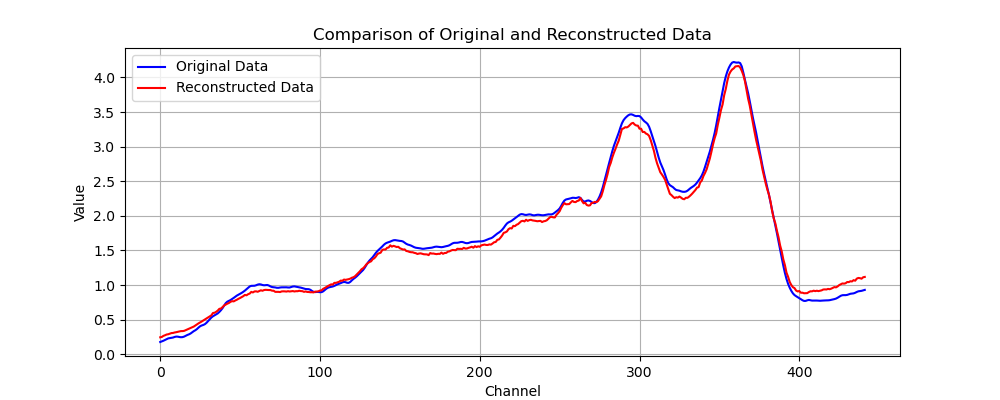 Comparison of Original and Reconstructed Data
Original Data
Reconstructed Data
Value
4.0
3.5
3.0
2.5
2.0
1.5
1.0
0.5
0.0
0 100 200 300 400
Channel